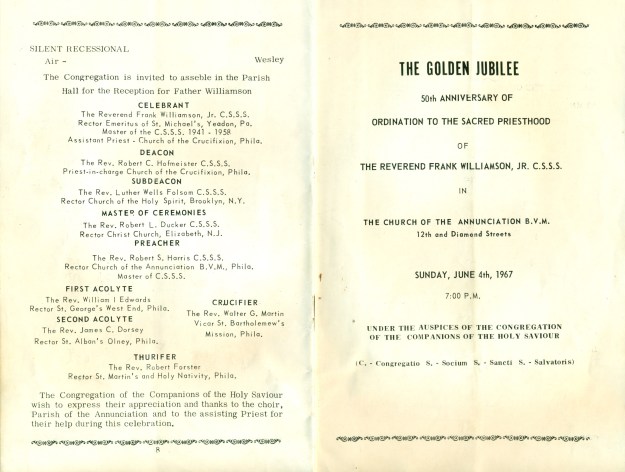 SILENT RECESSIONAL
Air - Wesley
The Congregation is invited to asseble in the Parish
Hall for the Reception for Father Williamson
CELEBRANT
The Reverend Frank Williamson, Jr. C.S.S.S.
Rector Emeritus of St. Michael's, Yeadon, Pa.
Master of the C.S.S.S. 1941 - 1958
Assistant Priest - Church of the Crucifixion, Phila.
DEACON
The Rev. Robert C. Hofmeister C.S.S.S.
Priest-in-charge Church of the Crucifixion, Phila.
SUBDEACON
The Rev. Luther Wells Folsom C.S.S.S.
Rector Church of the Holy Spirit, Brooklyn, N.Y.
MASTER OF CEREMONIES
The Rev. Robert L. Ducker C.S.S.S.
Rector Christ Church, Elizabeth, N.J.
PREACHER
The Rev. Robert S. Harris C.S.S.S.
Rector Church of the Annunciation B.V.M., Phila.
Master of C.S.S.S.
FIRST ACOLYTE
The Rev. William I Edwards
Rector St, George's West End, Phila.
SECOND ACOLYTE
The Rev. James C. Dorsey
Rector St. Alban's Olney, Phila.
CRUCIFER
The Rev. Walter G. Martin
Vicar St. Bartholemew's
Mission, Phila.
THURIFER
The Rev. Robert Forster
Rector St. Martin's and Holy Nativity, Phila.
The Congregation of the Companions of the Holy Saviour
wish to express their appreciation and thanks to the choir,
Parish of the Annunciation and to the assisting Priest for
their help during this celebration.
8
THE GOLDEN JUBILEE
50th ANNIVERSARY OF
ORDINATION TO THE SACRED PRIESTHOOD
OF
THE REVEREND FRANK WILLIAMSON, JR. C.S.S.S.
IN
THE CHURCH OF THE ANNUNCIATION B.V.M.
12th and Diamond Streets
SUNDAY, JUNE 4th, 1967
7:00 P.M.
UNDER THE AUSPICES OF THE CONGREGATION
OF THE COMPANIONS OF THE HOLY SAVIOUR
(C. - Congregatio S. - Socium S. - Sancti S. - Salvatoris)